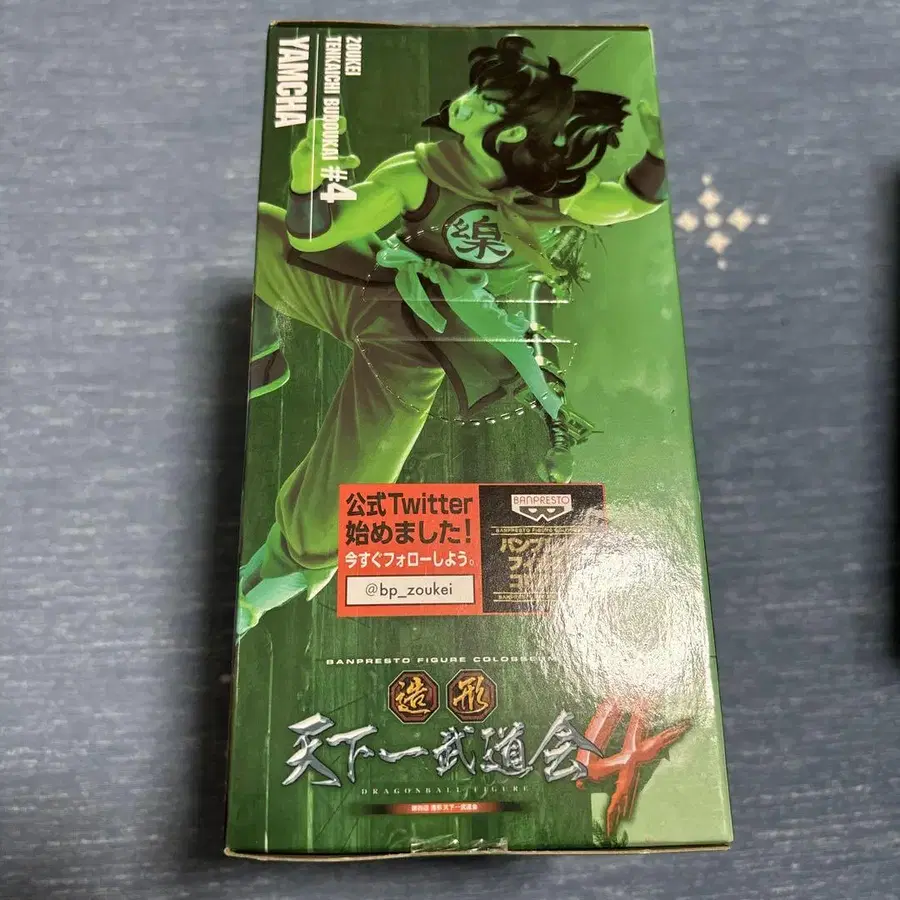 ZOUKEI
TENKAICHI BUDOUKAI #4
YAMCHA
樂
公式Twitter
始めました!
今すぐフォローしよう。
@bp_zoukei
BANPRESTO
BANPRESTO FIGURE COLOSSEUM
造形
天下一武道会4
DRAGONBALL FIGURE